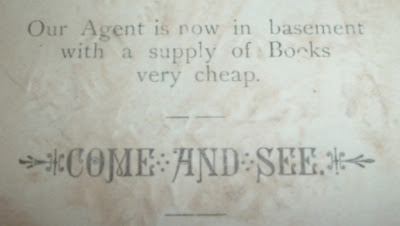 Our Agent is now in basement
with a supply of Books
very cheap.
COME AND SEE.